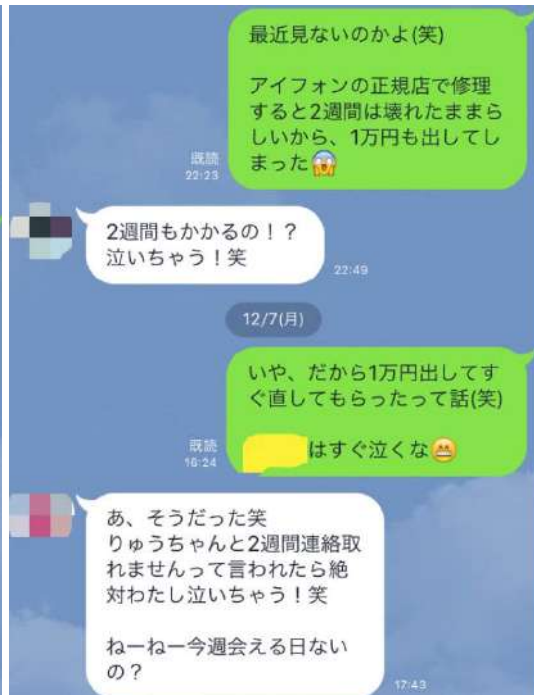 最近見ないのかよ(笑)
アイフォンの正規店で修理
すると2週間は壊れたままら
しいから、1万円も出してし
まった😱
既読
22:23
2週間もかかるの！？
泣いちゃう！笑
22:49
12/7(月)
いや、だから1万円出してす
ぐ直してもらったって話(笑)
はすぐ泣くな😬
既読
16:24
あ、そうだった笑
りゅうちゃんと2週間連絡取
れませんって言われたら絶
対わたし泣いちゃう！笑
ねーねー今週会える日ない
の？
17:43